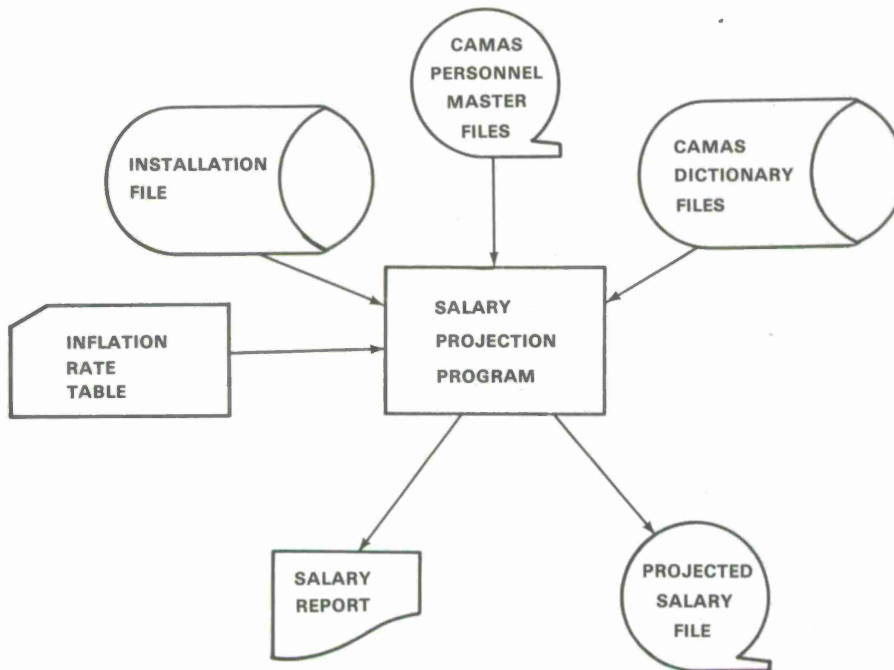 CAMAS
PERSONNEL
MASTER
FILES
INSTALLATION
FILE
CAMAS
DICTIONARY
FILES
SALARY
PROJECTION
PROGRAM
INFLATION
RATE
TABLE
SALARY
REPORT
PROJECTED
SALARY
FILE